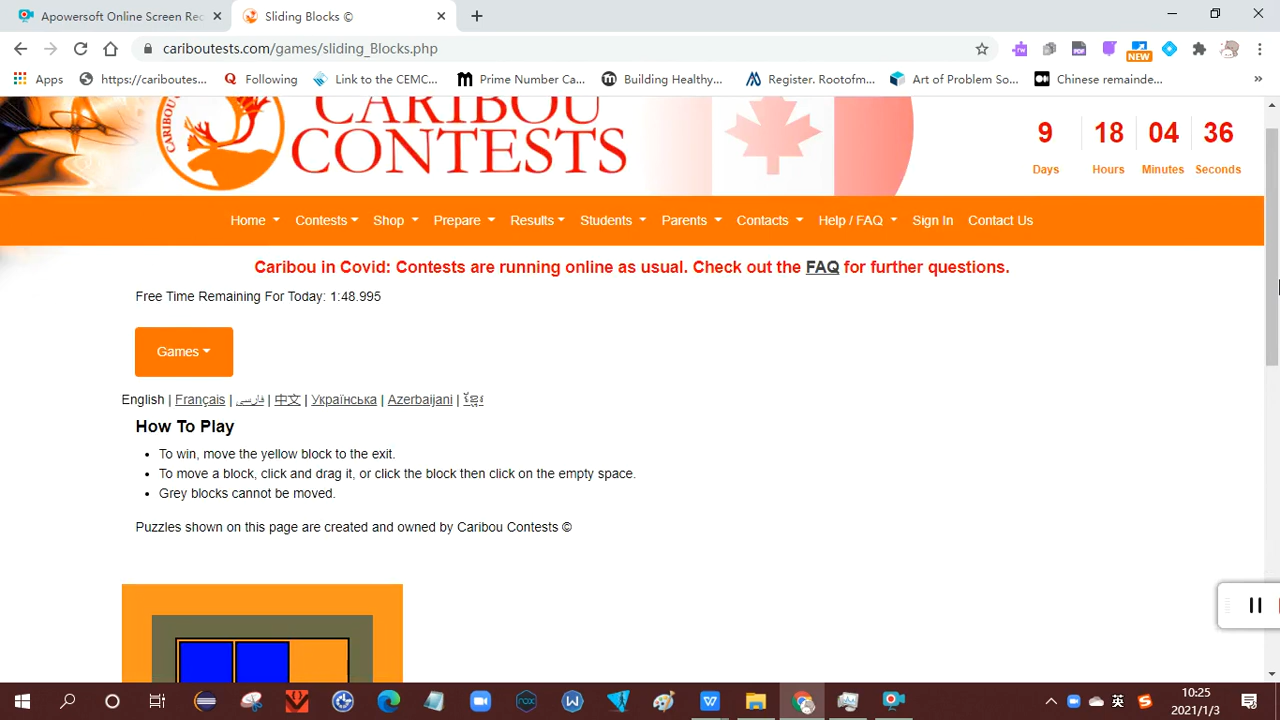 Apowersoft Online Screen Rec
Sliding Blocks ©
cariboutests.com/games/sliding_Blocks.php
Apps https://cariboutes... Following Link to the CEMC... Prime Number Ca... Building Healthy... Register. Rootofm... Art of Problem So... Chinese remainde...
NEW
CARIBOU
CONTESTS
9 18 04 36
Days Hours Minutes Seconds
Home Contests Shop Prepare Results Students Parents Contacts Help / FAQ Sign In Contact Us
Caribou in Covid: Contests are running online as usual. Check out the FAQ for further questions.
Free Time Remaining For Today: 1:48.995
Games
English | Français | فارسی | 中文 | Українська | Azerbaijani | ខ្មែរ
How To Play
• To win, move the yellow block to the exit.
• To move a block, click and drag it, or click the block then click on the empty space.
• Grey blocks cannot be moved.
Puzzles shown on this page are created and owned by Caribou Contests ©
英
10:25
2021/1/3